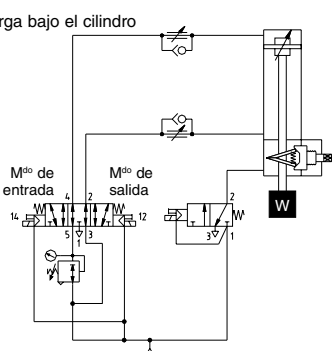 rga bajo el cilindro
Mdo de entrada
Mdo de salida
4 2
14 12
5 1 3
2
3 1
W